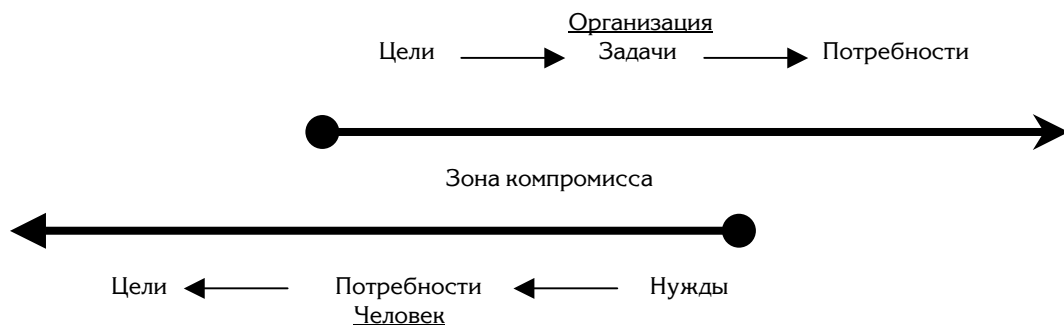 Организация
Цели Задачи Потребности
Зона компромисса
Цели Потребности Нужды
Человек